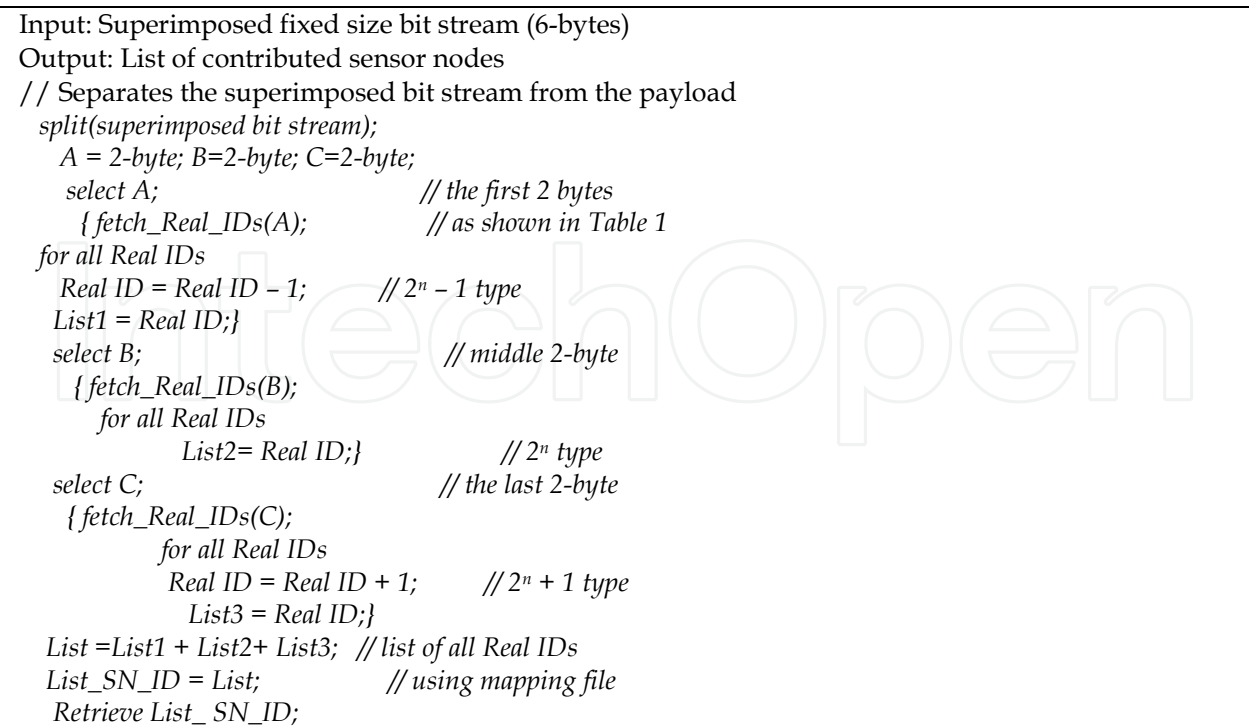 Input: Superimposed fixed size bit stream (6-bytes)
Output: List of contributed sensor nodes
// Separates the superimposed bit stream from the payload
split(superimposed bit stream);
A = 2-byte; B=2-byte; C=2-byte;
select A; // the first 2 bytes
{ fetch_Real_IDs(A); // as shown in Table 1
for all Real IDs
Real ID = Real ID – 1; // 2ⁿ – 1 type
List1 = Real ID;}
select B; // middle 2-byte
{ fetch_Real_IDs(B);
for all Real IDs
List2= Real ID;} // 2ⁿ type
select C; // the last 2-byte
{ fetch_Real_IDs(C);
for all Real IDs
Real ID = Real ID + 1; // 2ⁿ + 1 type
List3 = Real ID;}
List =List1 + List2+ List3; // list of all Real IDs
List_SN_ID = List; // using mapping file
Retrieve List_ SN_ID;
IntechOpen